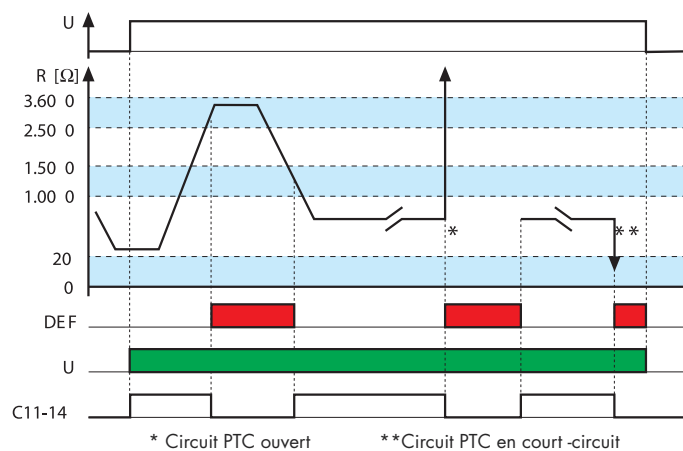 U
R [Ω]
3.60 0
2.50 0
1.50 0
1.00 0
*
**
20
0
DEF
U
C11-14
* Circuit PTC ouvert
**Circuit PTC en court -circuit